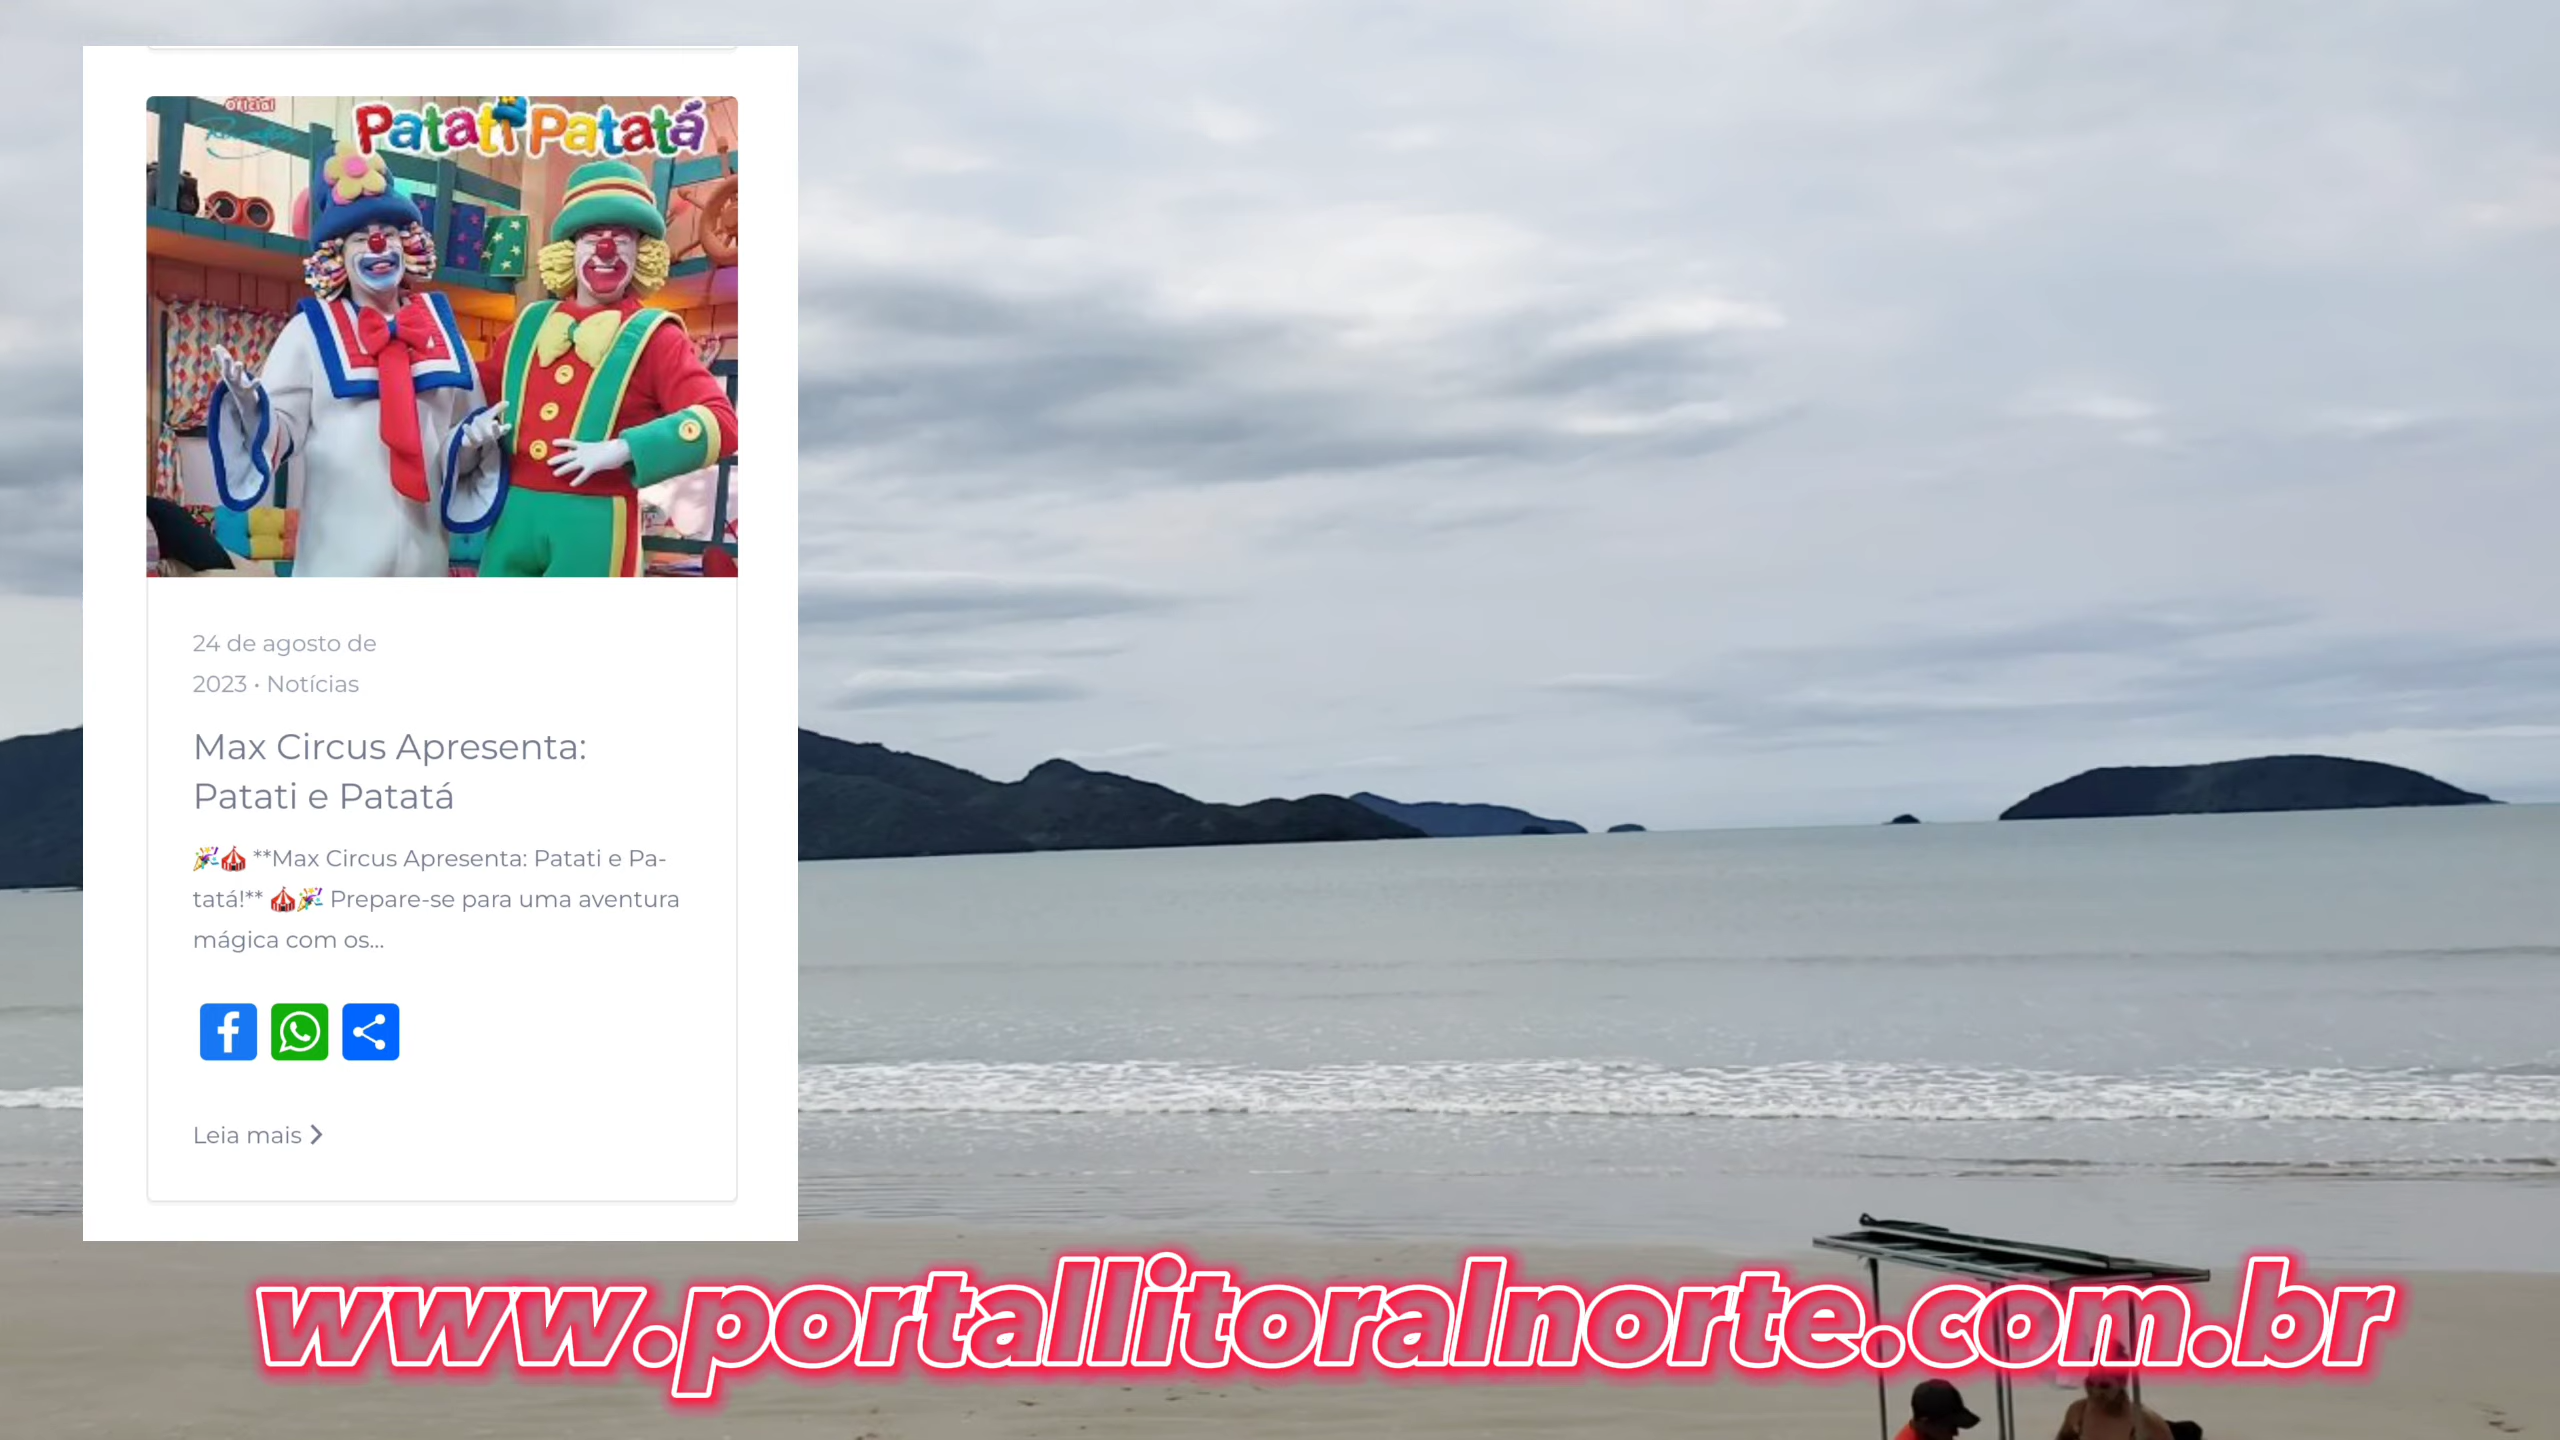 Oficial
Patati Patatá
24 de agosto de
2023 • Notícias
Max Circus Apresenta:
Patati e Patatá
🎉🎪 **Max Circus Apresenta: Patati e Pa-
tatá!** 🎪🎉 Prepare-se para uma aventura
mágica com os...
Leia mais
www.portallitoralnorte.com.br